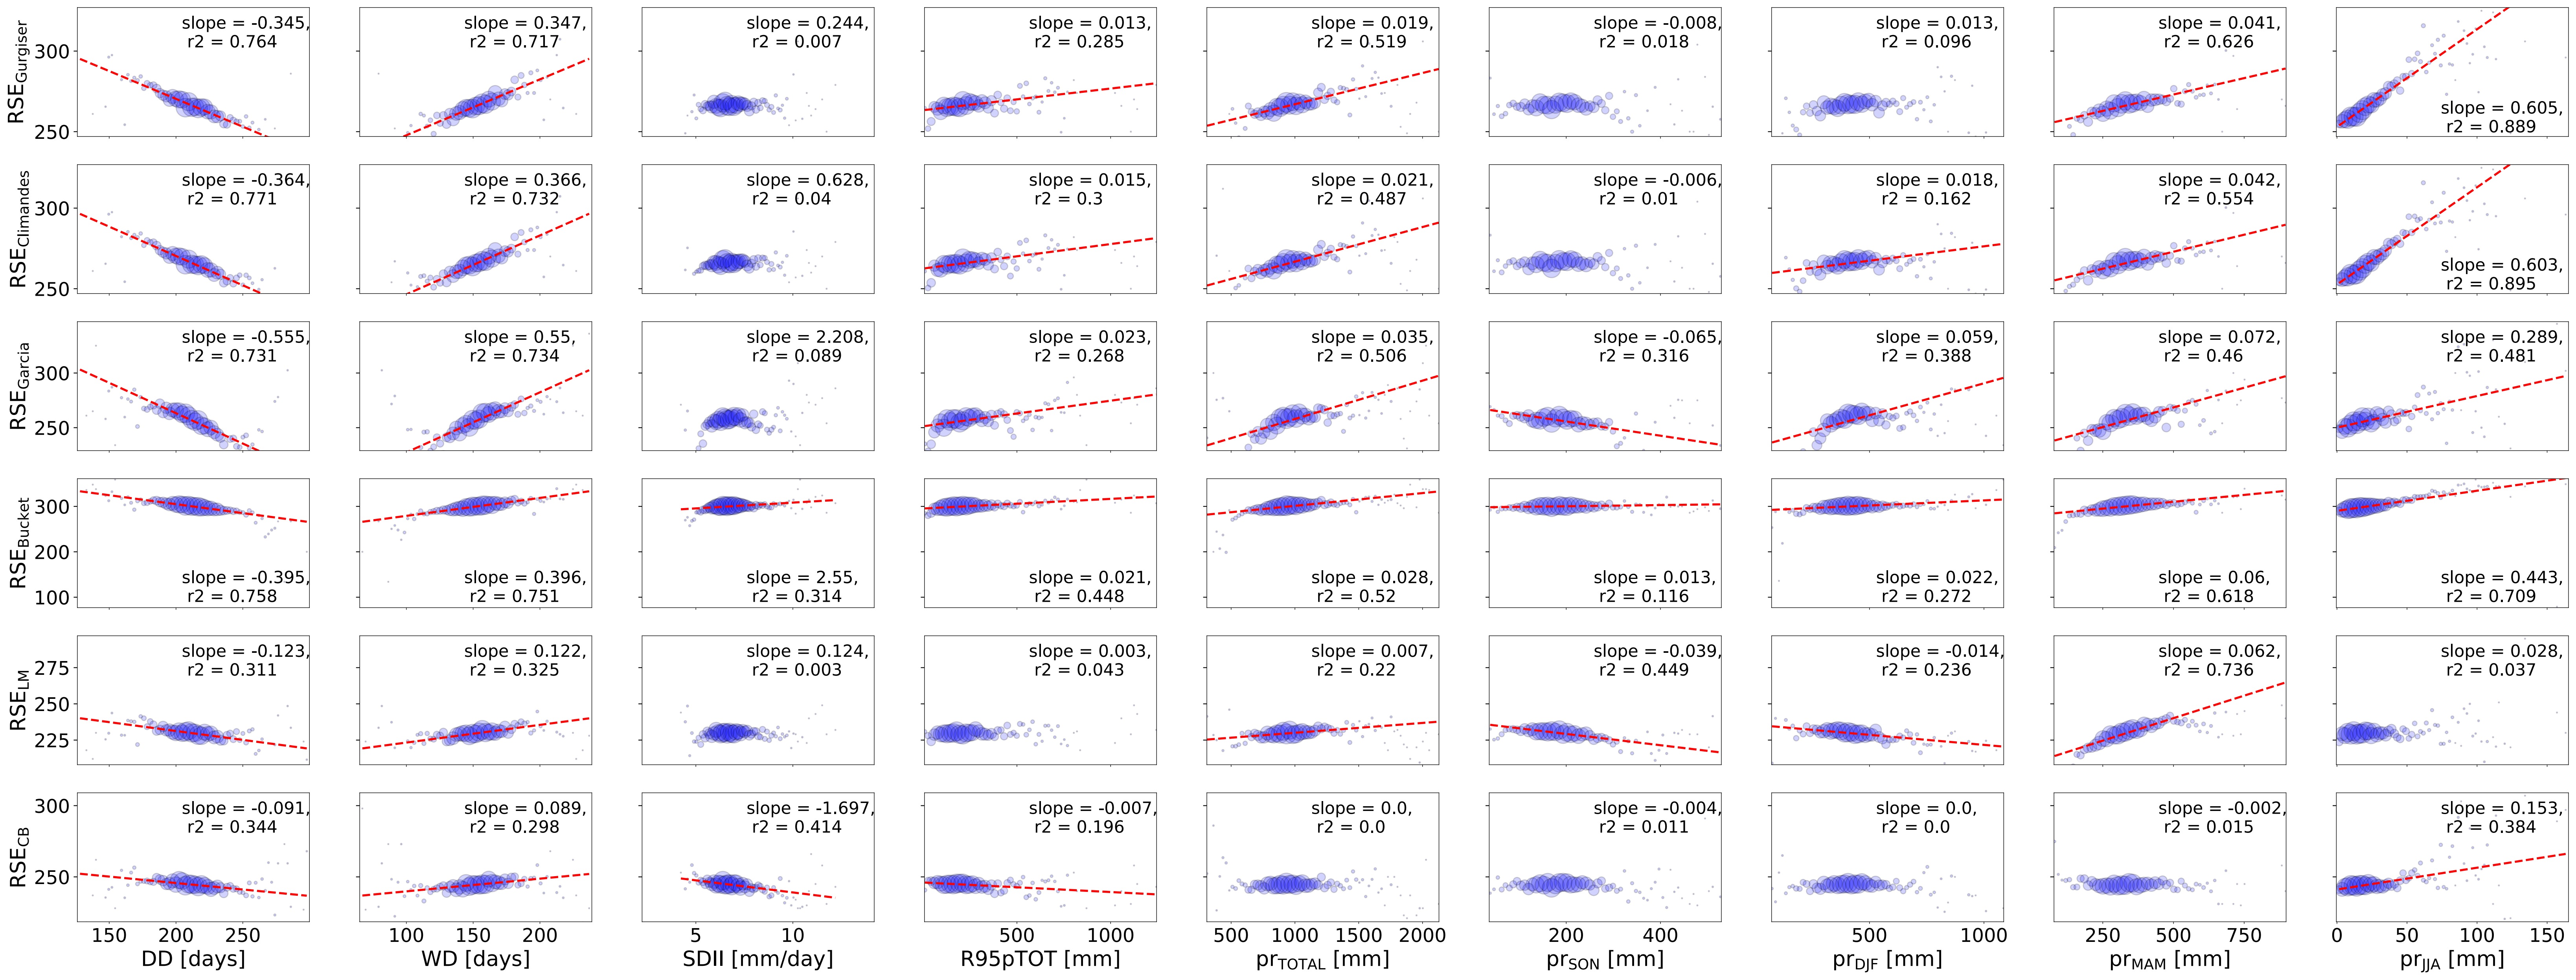 slope = -0.345, slope = 0.347, slope = 0.244, slope = 0.013, slope = 0.019, slope = -0.008, slope = 0.013, slope = 0.041,
r2 = 0.764 r2 = 0.717 r2 = 0.007 r2 = 0.285 r2 = 0.519 r2 = 0.018 r2 = 0.096 r2 = 0.626
RSE_Gurgiser
300
250
slope = 0.605,
r2 = 0.889
slope = -0.364, slope = 0.366, slope = 0.628, slope = 0.015, slope = 0.021, slope = -0.006, slope = 0.018, slope = 0.042,
r2 = 0.771 r2 = 0.732 r2 = 0.04 r2 = 0.3 r2 = 0.487 r2 = 0.01 r2 = 0.162 r2 = 0.554
RSE_Climandes
300
250
slope = 0.603,
r2 = 0.895
slope = -0.555, slope = 0.55, slope = 2.208, slope = 0.023, slope = 0.035, slope = -0.065, slope = 0.059, slope = 0.072, slope = 0.289,
r2 = 0.731 r2 = 0.734 r2 = 0.089 r2 = 0.268 r2 = 0.506 r2 = 0.316 r2 = 0.388 r2 = 0.46 r2 = 0.481
RSE_Garcia
300
250
RSE_Bucket
300
200
100
slope = -0.395, slope = 0.396, slope = 2.55, slope = 0.021, slope = 0.028, slope = 0.013, slope = 0.022, slope = 0.06, slope = 0.443,
r2 = 0.758 r2 = 0.751 r2 = 0.314 r2 = 0.448 r2 = 0.52 r2 = 0.116 r2 = 0.272 r2 = 0.618 r2 = 0.709
slope = -0.123, slope = 0.122, slope = 0.124, slope = 0.003, slope = 0.007, slope = -0.039, slope = -0.014, slope = 0.062, slope = 0.028,
r2 = 0.311 r2 = 0.325 r2 = 0.003 r2 = 0.043 r2 = 0.22 r2 = 0.449 r2 = 0.236 r2 = 0.736 r2 = 0.037
RSE_LM
275
250
225
slope = -0.091, slope = 0.089, slope = -1.697, slope = -0.007, slope = 0.0, slope = -0.004, slope = 0.0, slope = -0.002, slope = 0.153,
r2 = 0.344 r2 = 0.298 r2 = 0.414 r2 = 0.196 r2 = 0.0 r2 = 0.011 r2 = 0.0 r2 = 0.015 r2 = 0.384
RSE_CB
300
250
150 200 250 100 150 200 5 10 500 1000 500 1000 1500 2000 200 400 500 1000 250 500 750 0 50 100 150
DD [days] WD [days] SDII [mm/day] R95pTOT [mm] pr_TOTAL [mm] pr_SON [mm] pr_DJF [mm] pr_MAM [mm] pr_JJA [mm]